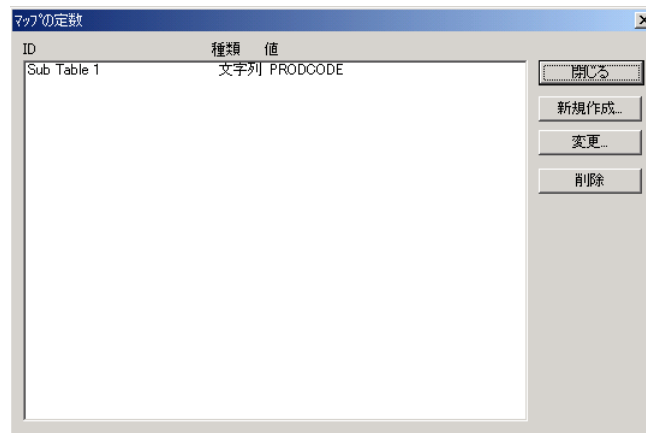 マップの定数
ID 種類 値
Sub Table 1 文字列 PRODCODE
閉じる
新規作成...
変更...
削除